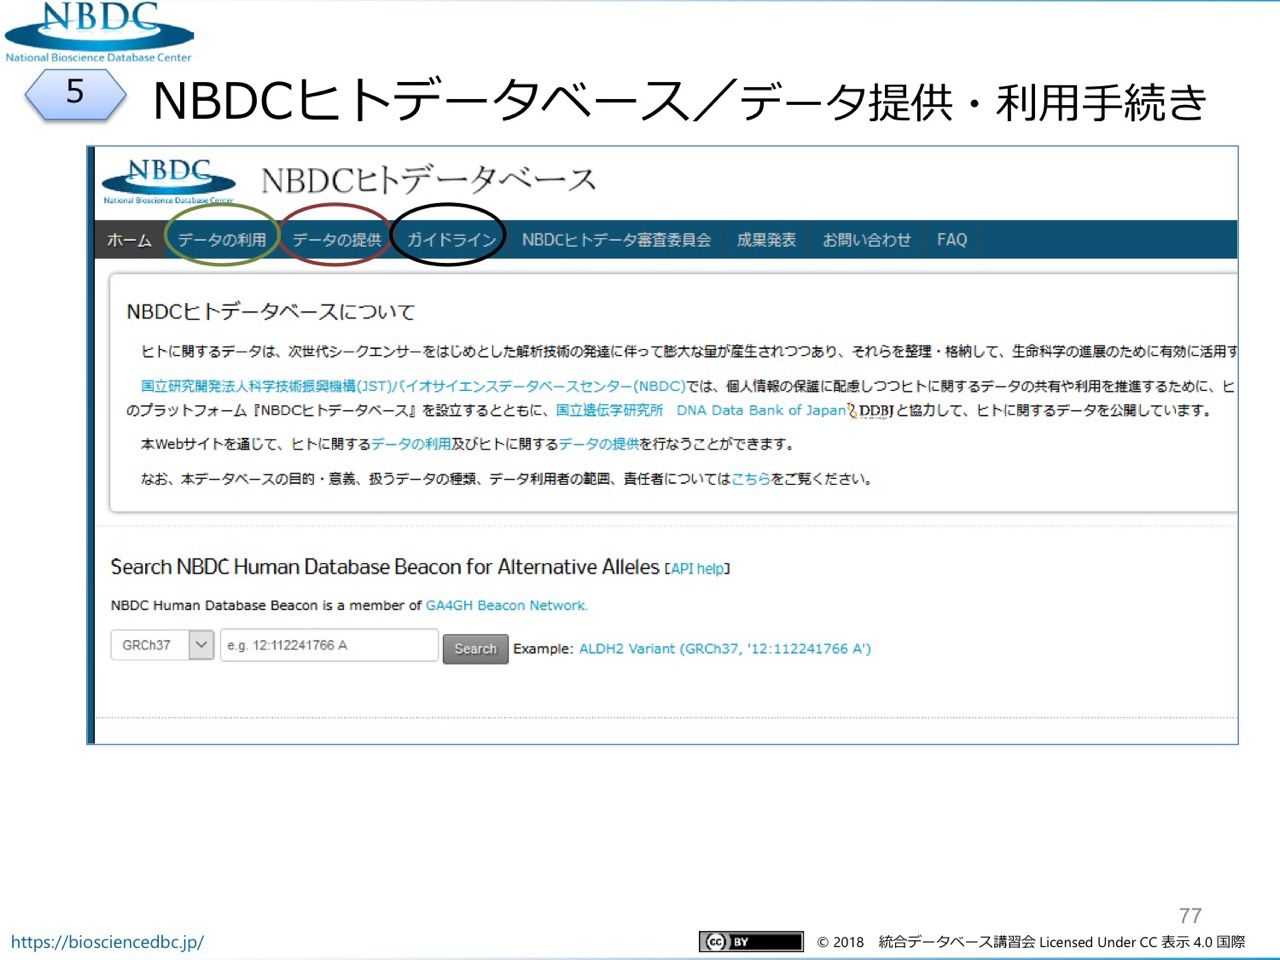 NBDC
National Bioscience Database Center
5
NBDCヒトデータベース／データ提供・利用手続き
NBDC
National Bioscience Database Center
NBDCヒトデータベース
ホーム データの利用 データの提供 ガイドライン NBDCヒトデータ審査委員会 成果発表 お問い合わせ FAQ
NBDCヒトデータベースについて
ヒトに関するデータは、次世代シークエンサーをはじめとした解析技術の発達に伴って膨大な量が産生されつつあり、それらを整理・格納して、生命科学の進展のために有効に活用す
国立研究開発法人科学技術振興機構(JST)バイオサイエンスデータベースセンター(NBDC)では、個人情報の保護に配慮しつつヒトに関するデータの共有や利用を推進するために、ヒ
のプラットフォーム『NBDCヒトデータベース』を設立するとともに、国立遺伝学研究所 DNA Data Bank of Japan DDBJと協力して、ヒトに関するデータを公開しています。
本Webサイトを通じて、ヒトに関するデータの利用及びヒトに関するデータの提供を行なうことができます。
なお、本データベースの目的・意義、扱うデータの種類、データ利用者の範囲、責任者についてはこちらをご覧ください。
Search NBDC Human Database Beacon for Alternative Alleles [API help]
NBDC Human Database Beacon is a member of GA4GH Beacon Network.
GRCh37 e.g. 12:112241766 A Search Example: ALDH2 Variant (GRCh37, '12:112241766 A')
77
https://biosciencedbc.jp/ cc BY © 2018 統合データベース講習会 Licensed Under CC 表示 4.0 国際